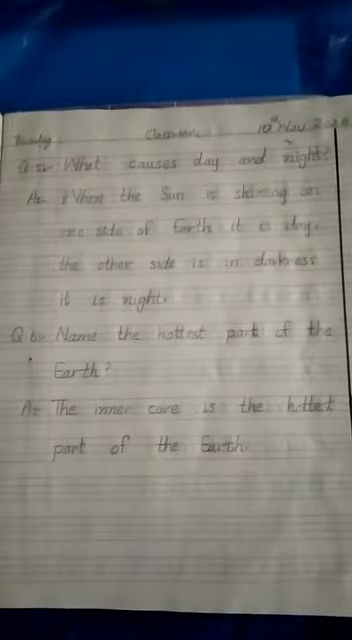 Classwork 10th Nov
Q 5:- What causes day and night?
A:- When the Sun is shining on
one side of Earth it is day.
the other side is in darkness
it is night.
Q 6:- Name the hottest part of the
Earth?
A:- The inner core is the hottest
part of the Earth.